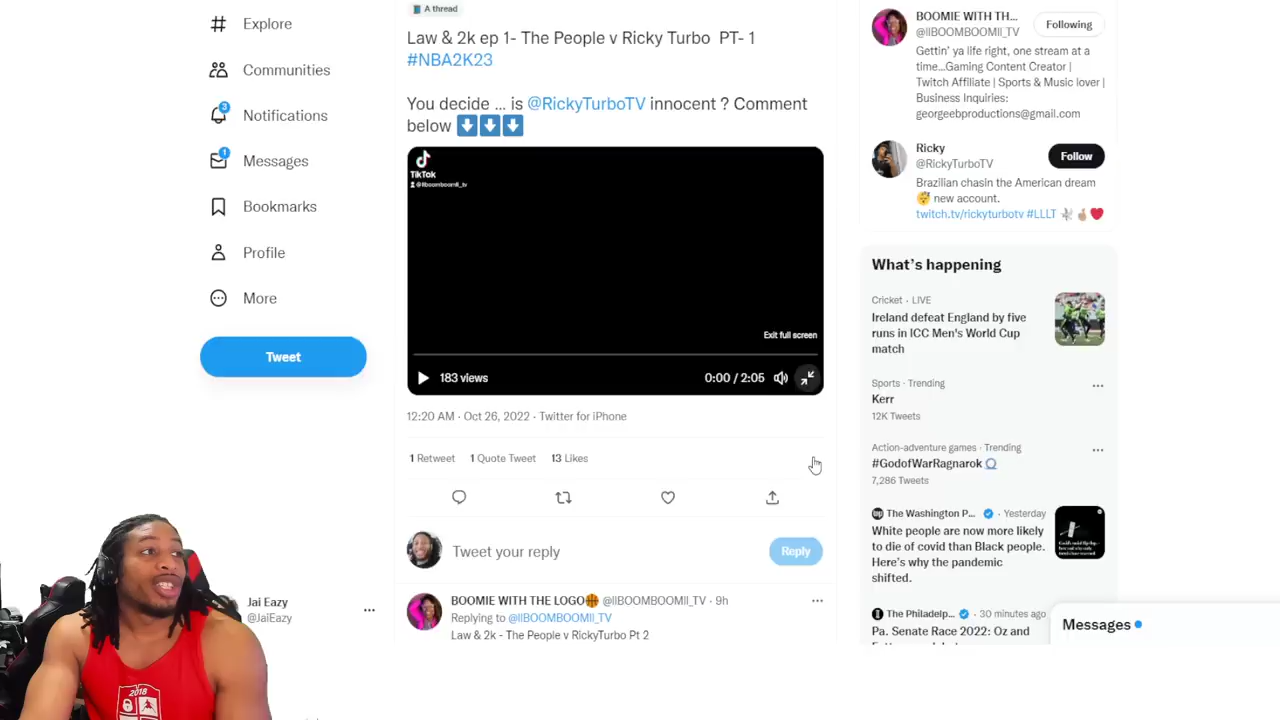 Explore
Communities
3
Notifications
1
Messages
Bookmarks
Profile
More
Tweet
Jai Eazy
@JaiEazy
A thread
Law & 2k ep 1- The People v Ricky Turbo PT- 1
#NBA2K23
You decide ... is @RickyTurboTV innocent ? Comment
below ⬇️⬇️⬇️
TikTok
@llboomboomll_tv
Exit full screen
183 views
0:00 / 2:05
12:20 AM · Oct 26, 2022 · Twitter for iPhone
1 Retweet 1 Quote Tweet 13 Likes
Tweet your reply
Reply
BOOMIE WITH THE LOGO🏀 @llBOOMBOOMll_TV · 9h
Replying to @llBOOMBOOMll_TV
Law & 2k - The People v RickyTurbo Pt 2
BOOMIE WITH TH...
@llBOOMBOOMll_TV
Following
Gettin' ya life right, one stream at a
time...Gaming Content Creator |
Twitch Affiliate | Sports & Music lover |
Business Inquiries:
georgeebproductions@gmail.com
Ricky
@RickyTurboTV
Follow
Brazilian chasin the American dream
😴 new account.
twitch.tv/rickyturbotv #LLLT
What's happening
Cricket · LIVE
Ireland defeat England by five
runs in ICC Men's World Cup
match
Sports · Trending
Kerr
12K Tweets
Action-adventure games · Trending
#GodofWarRagnarok
7,286 Tweets
The Washington P... · Yesterday
White people are now more likely
to die of covid than Black people.
Here's why the pandemic
shifted.
The Philadelp... · 30 minutes ago
Pa. Senate Race 2022: Oz and
Messages
2018